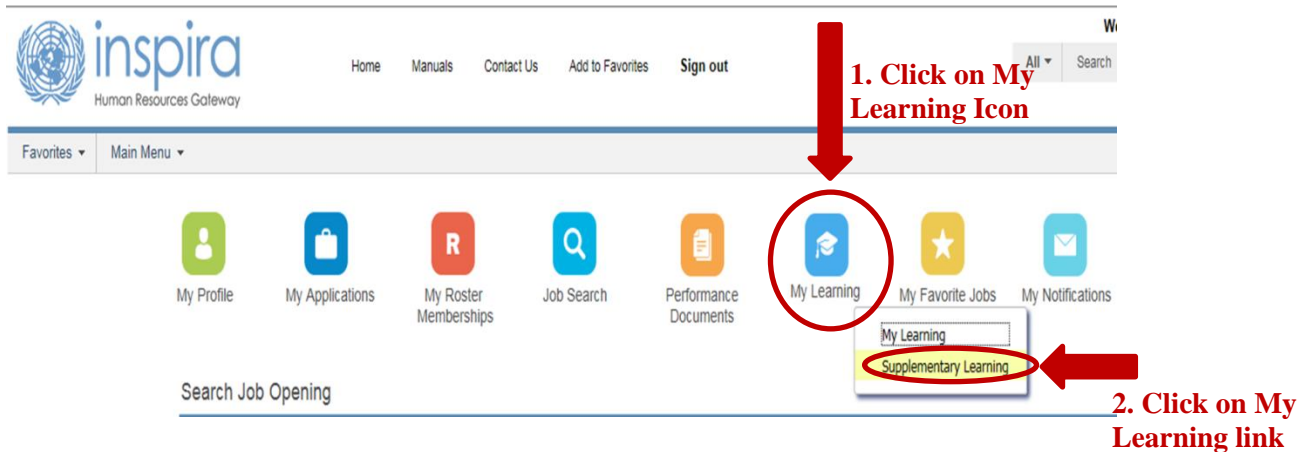 inspira
Human Resources Gateway
Home Manuals Contact Us Add to Favorites Sign out
All Search
1. Click on My
Learning Icon
Favorites Main Menu
R
My Profile My Applications My Roster Job Search Performance My Learning My Favorite Jobs My Notifications
Memberships Documents
My Learning
Supplementary Learning
Search Job Opening
2. Click on My
Learning link